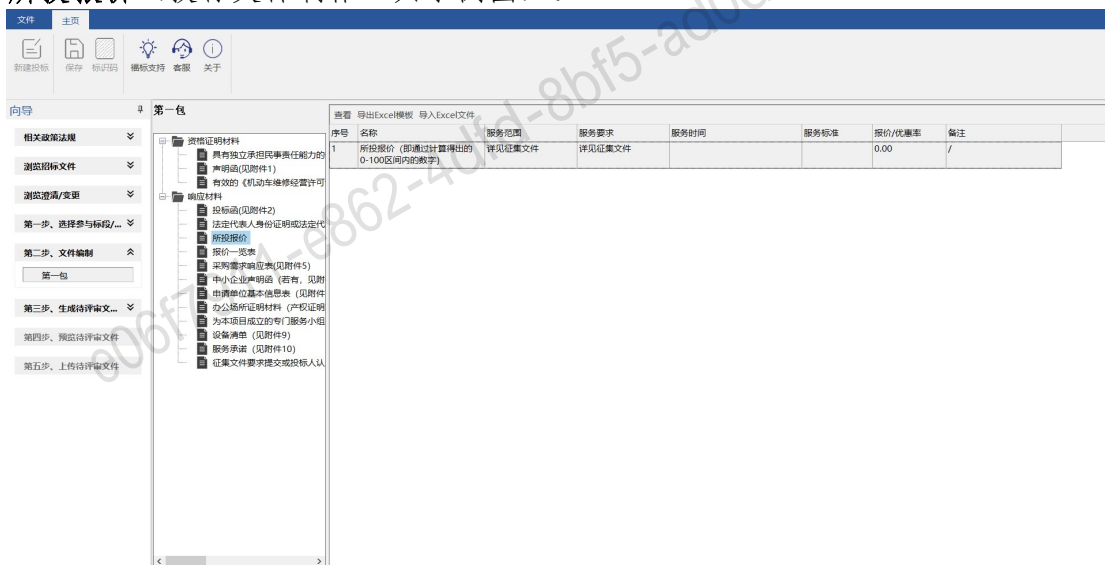 文件 主页
新建投标 保存 标识码 福标支持 客服 关于
向导
相关政策法规
浏览招标文件
浏览澄清/变更
第一步、选择参与标段/...
第二步、文件编制
第一包
第三步、生成待评审文...
第四步、预览待评审文件
第五步、上传待评审文件
第一包
资格证明材料
具有独立承担民事责任能力的
声明函(见附件1)
有效的《机动车维修经营许可
响应材料
投标函(见附件2)
法定代表人身份证明或法定代
所投报价
报价一览表
采购需求响应表(见附件5)
中小企业声明函（若有，见附
申请单位基本信息表（见附件
办公场所证明材料（产权证明
为本项目成立的专门服务小组
设备清单（见附件9）
服务承诺（见附件10）
征集文件要求提交或投标人认
查看 导出Excel模板 导入Excel文件
序号 名称 服务范围 服务要求 服务时间 服务标准 报价/优惠率 备注
1 所投报价（即通过计算得出的 详见征集文件 详见征集文件 0.00 /
0-100区间内的数字）